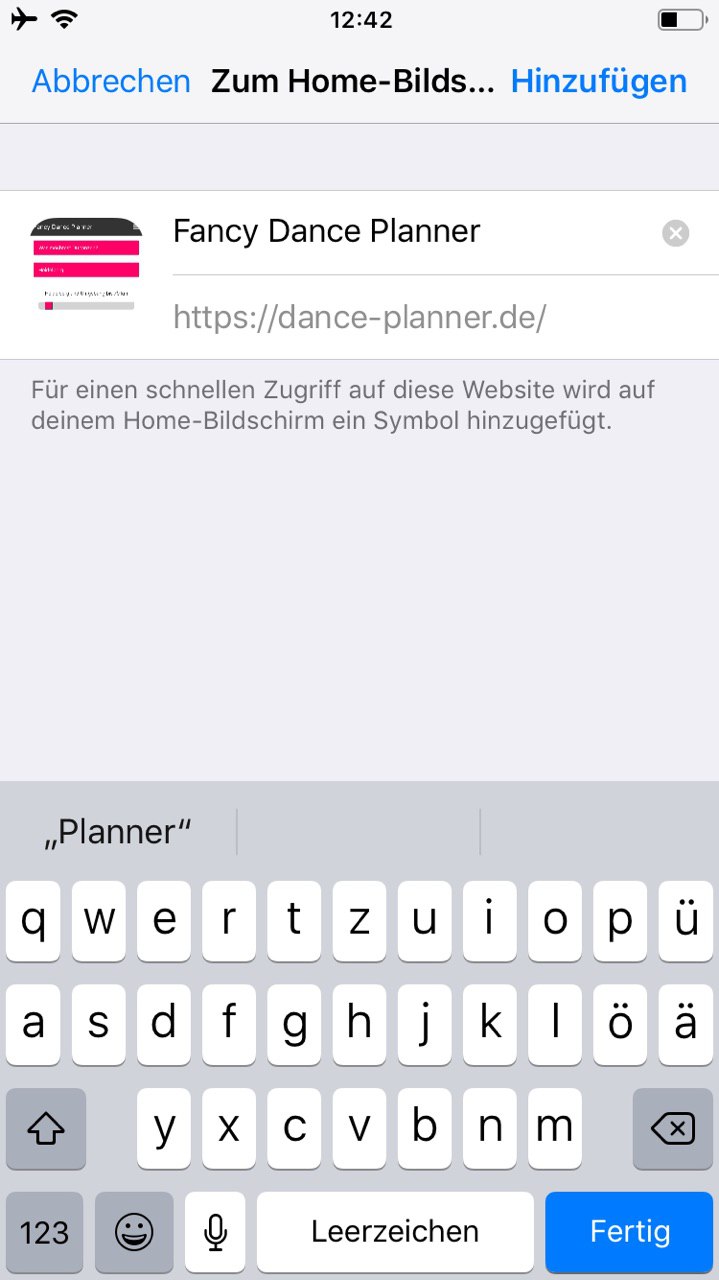 12:42
Abbrechen Zum Home-Bilds... Hinzufügen
Fancy Dance Planner
https://dance-planner.de/
Für einen schnellen Zugriff auf diese Website wird auf
deinem Home-Bildschirm ein Symbol hinzugefügt.
„Planner“
q w e r t z u i o p ü
a s d f g h j k l ö ä
y x c v b n m
123 Leerzeichen Fertig